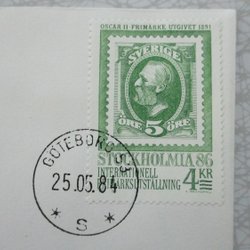 OSCAR II-FRIMÄRKE UTGIVET 1891
SVERIGE
ÖRE 5 ÖRE
STOCKHOLMIA 86
INTERNATIONELL
FRIMÄRKSUTSTÄLLNING
4 KR
GÖTEBORG
25.05.84
* S *